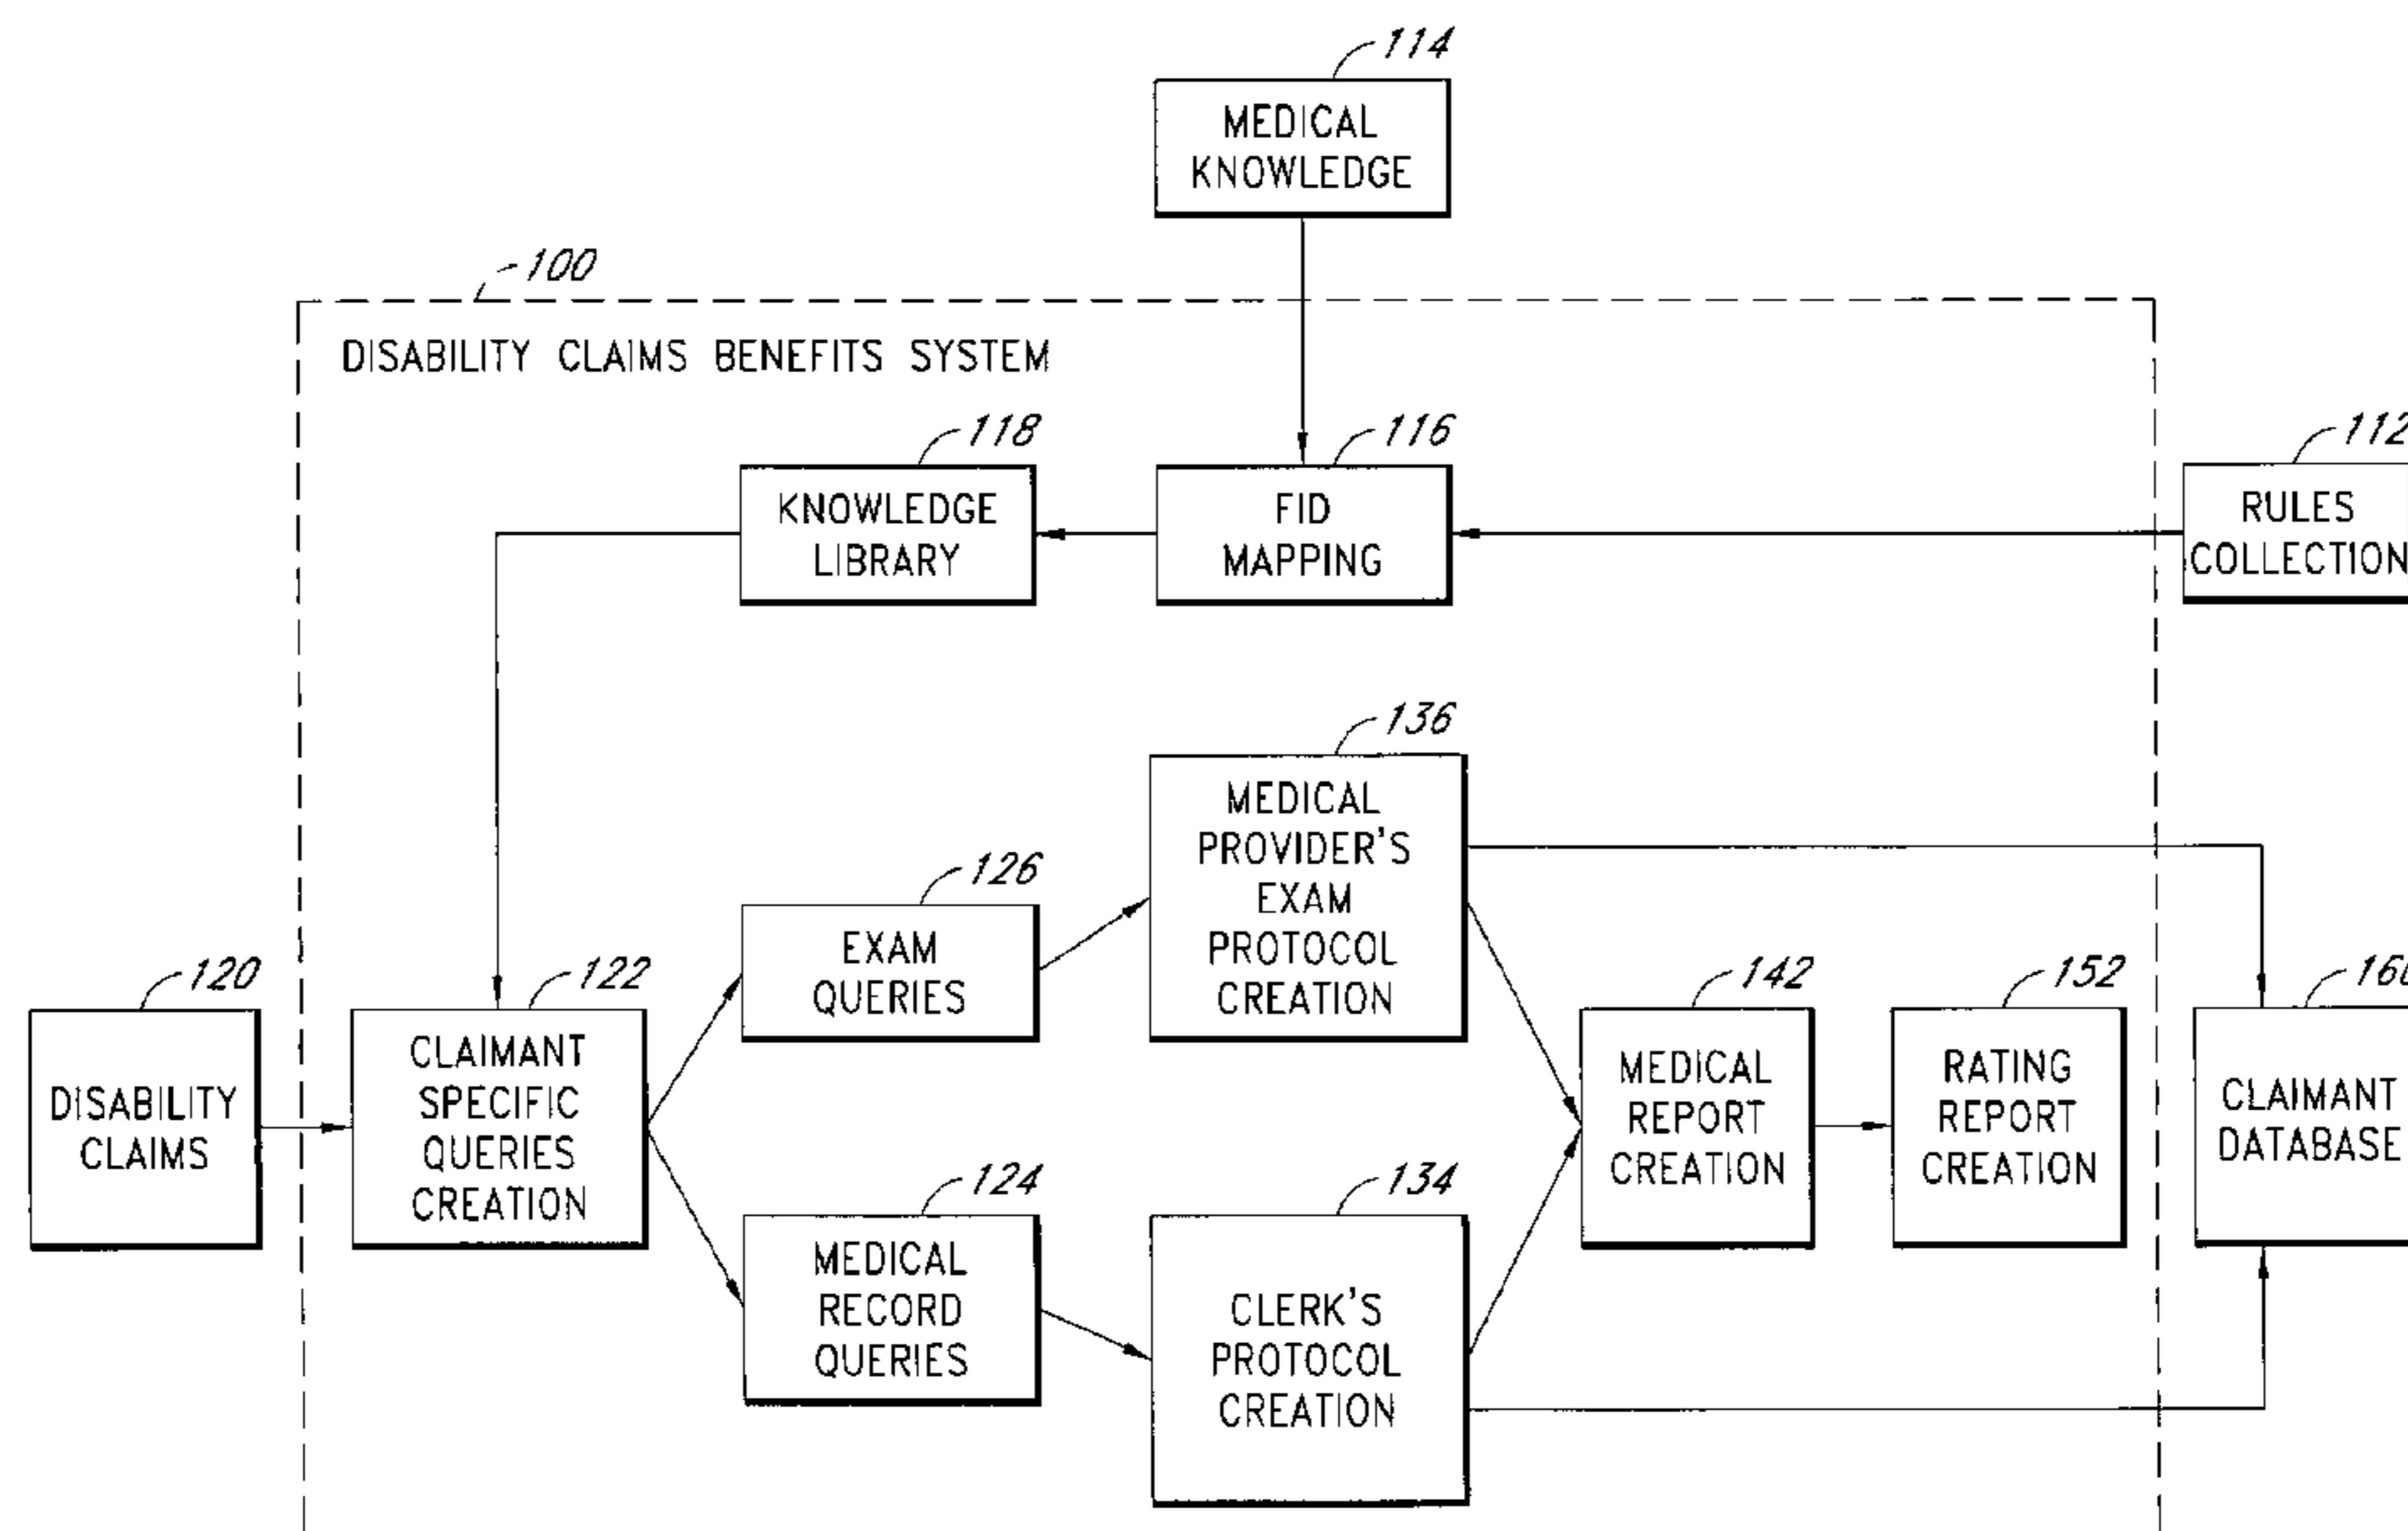 114
MEDICAL
KNOWLEDGE
100
DISABILITY CLAIMS BENEFITS SYSTEM
118
116
112
KNOWLEDGE
LIBRARY
FID
MAPPING
RULES
COLLECTION
136
MEDICAL
PROVIDER'S
EXAM
PROTOCOL
CREATION
126
EXAM
QUERIES
120
DISABILITY
CLAIMS
122
CLAIMANT
SPECIFIC
QUERIES
CREATION
142
MEDICAL
REPORT
CREATION
152
RATING
REPORT
CREATION
CLAIMANT
DATABASE
124
MEDICAL
RECORD
QUERIES
134
CLERK'S
PROTOCOL
CREATION